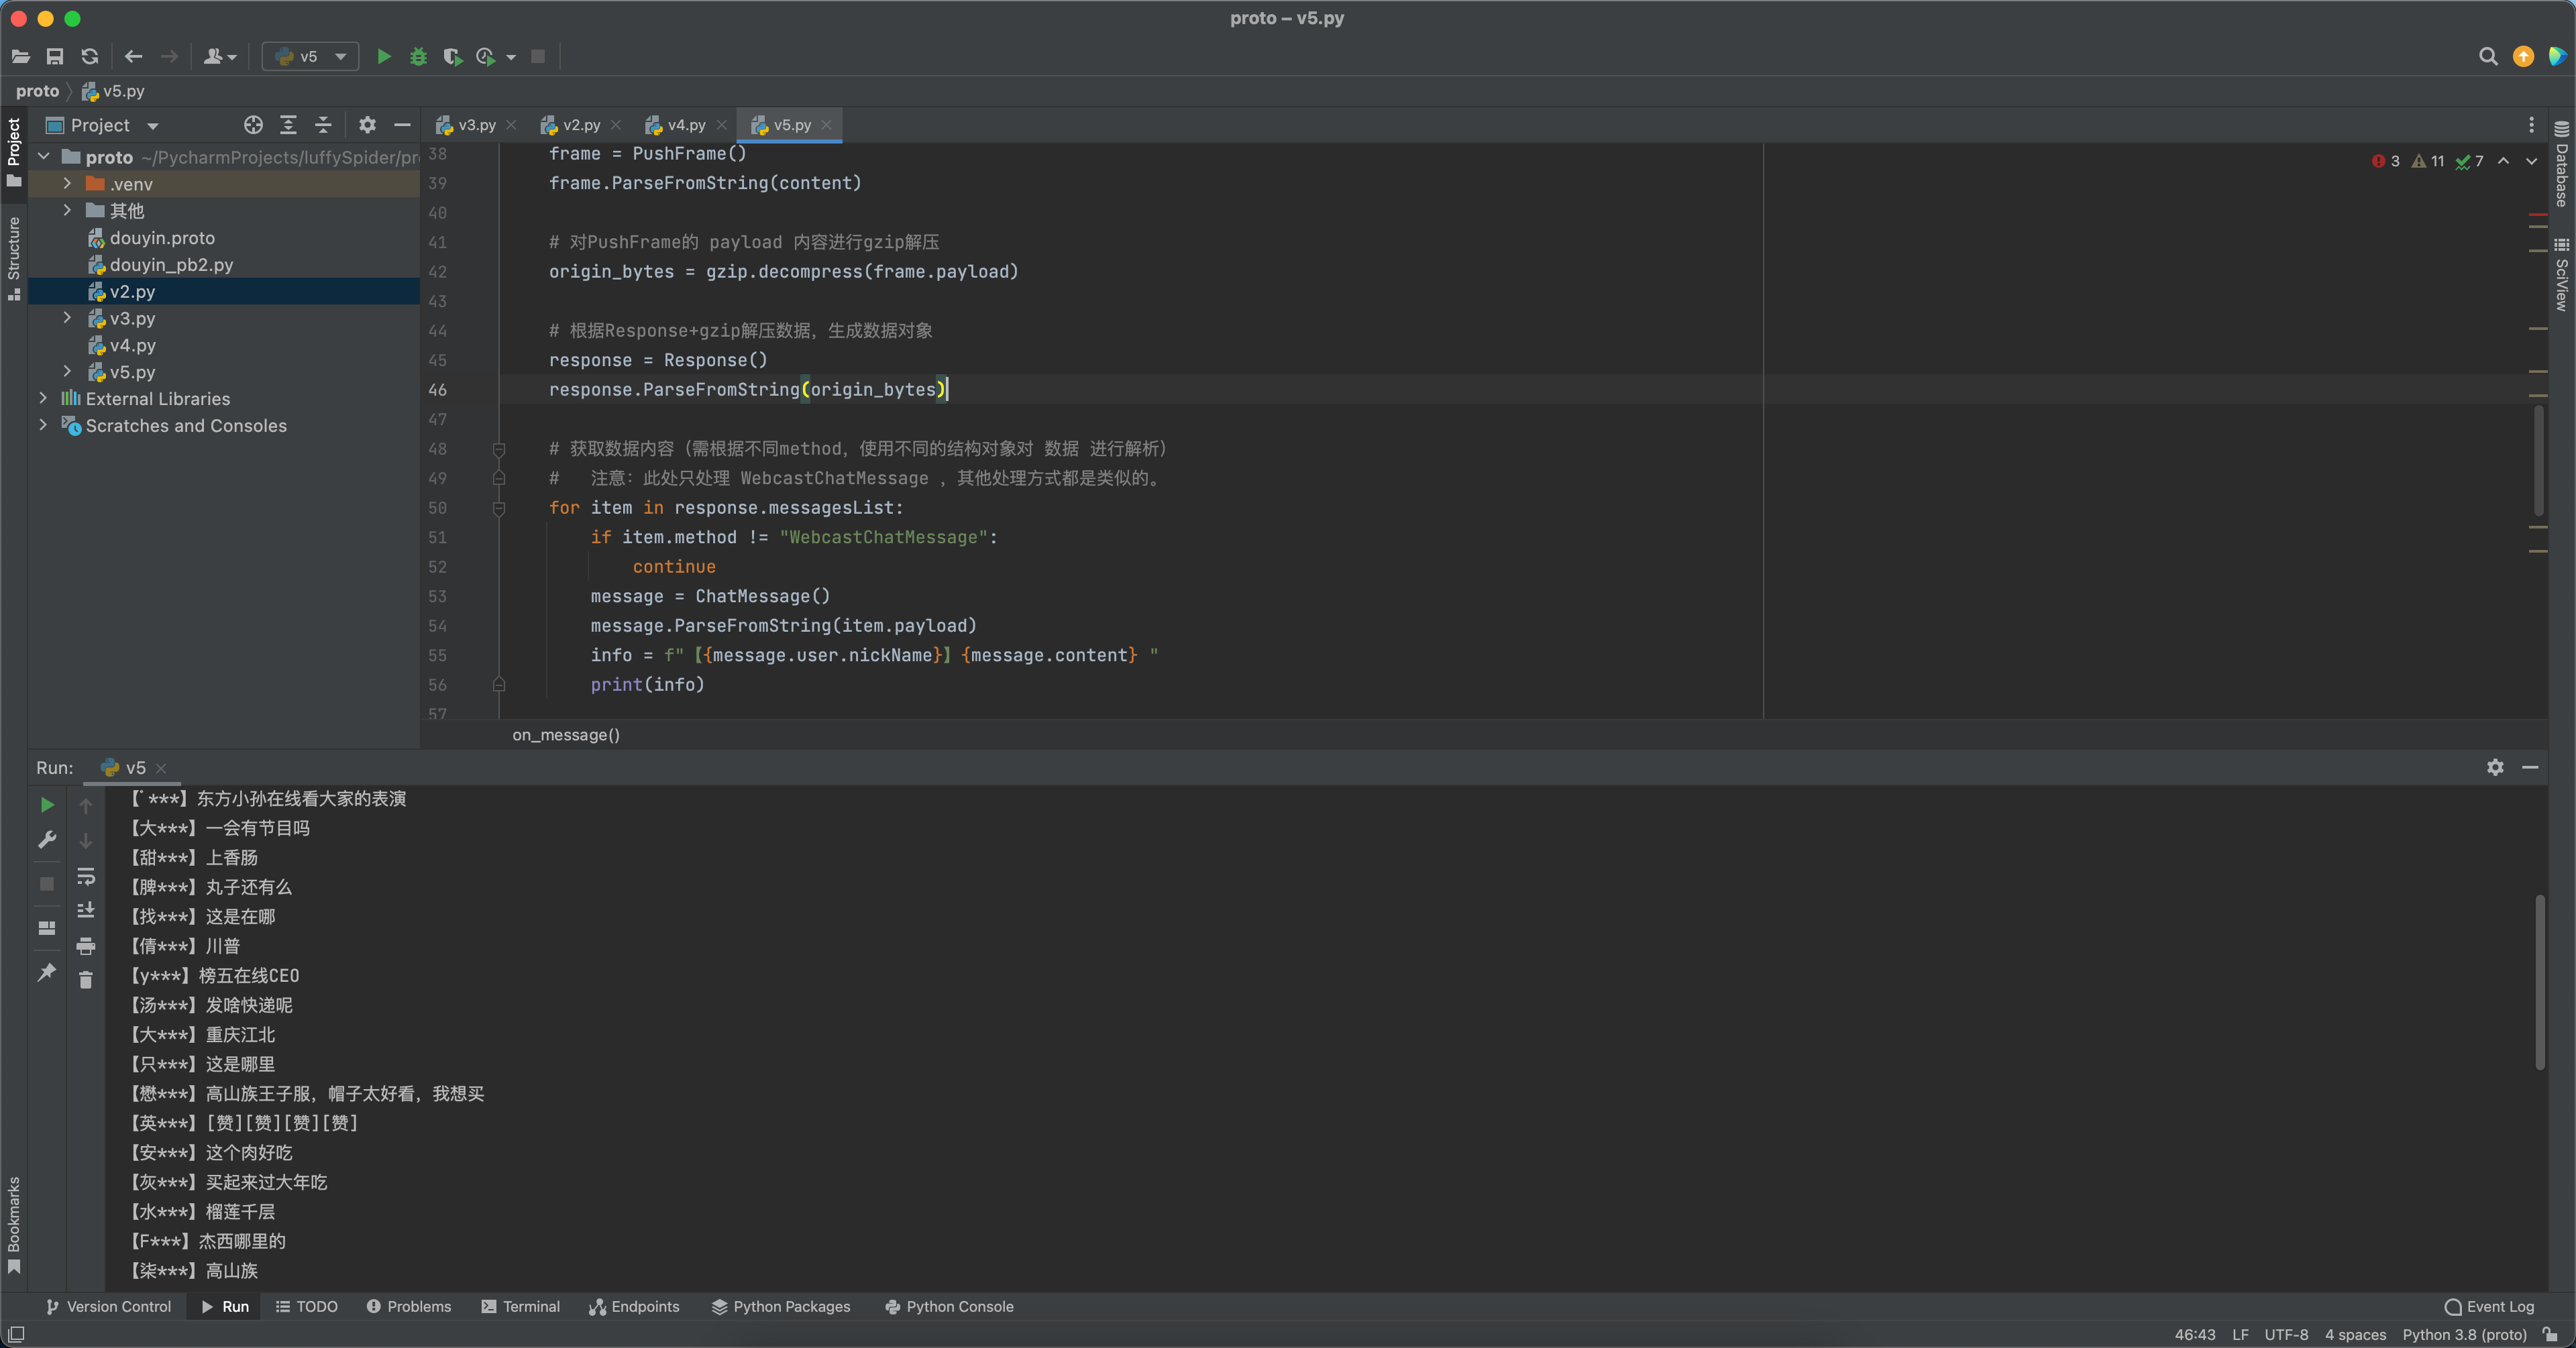 proto – v5.py
v5
proto
v5.py
Project
v3.py
v2.py
v4.py
v5.py
Project
Structure
Bookmarks
Database
SciView
proto ~/PycharmProjects/luffySpider/pr
.venv
其他
douyin.proto
douyin_pb2.py
v2.py
v3.py
v4.py
v5.py
External Libraries
Scratches and Consoles
3 11 7
38 frame = PushFrame()
39 frame.ParseFromString(content)
40
41 # 对PushFrame的 payload 内容进行gzip解压
42 origin_bytes = gzip.decompress(frame.payload)
43
44 # 根据Response+gzip解压数据，生成数据对象
45 response = Response()
46 response.ParseFromString(origin_bytes)
47
48 # 获取数据内容（需根据不同method，使用不同的结构对象对 数据 进行解析）
49 #   注意：此处只处理 WebcastChatMessage ，其他处理方式都是类似的。
50 for item in response.messagesList:
51 if item.method != "WebcastChatMessage":
52 continue
53 message = ChatMessage()
54 message.ParseFromString(item.payload)
55 info = f"【{message.user.nickName}】{message.content} "
56 print(info)
57
on_message()
Run: v5
【***】东方小孙在线看大家的表演
【大***】一会有节目吗
【甜***】上香肠
【脾***】丸子还有么
【找***】这是在哪
【倩***】川普
【y***】榜五在线CEO
【汤***】发啥快递呢
【大***】重庆江北
【只***】这是哪里
【懋***】高山族王子服，帽子太好看，我想买
【英***】[赞][赞][赞][赞]
【安***】这个肉好吃
【灰***】买起来过大年吃
【水***】榴莲千层
【F***】杰西哪里的
【柒***】高山族
Version Control Run TODO Problems Terminal Endpoints Python Packages Python Console Event Log
46:43 LF UTF-8 4 spaces Python 3.8 (proto)